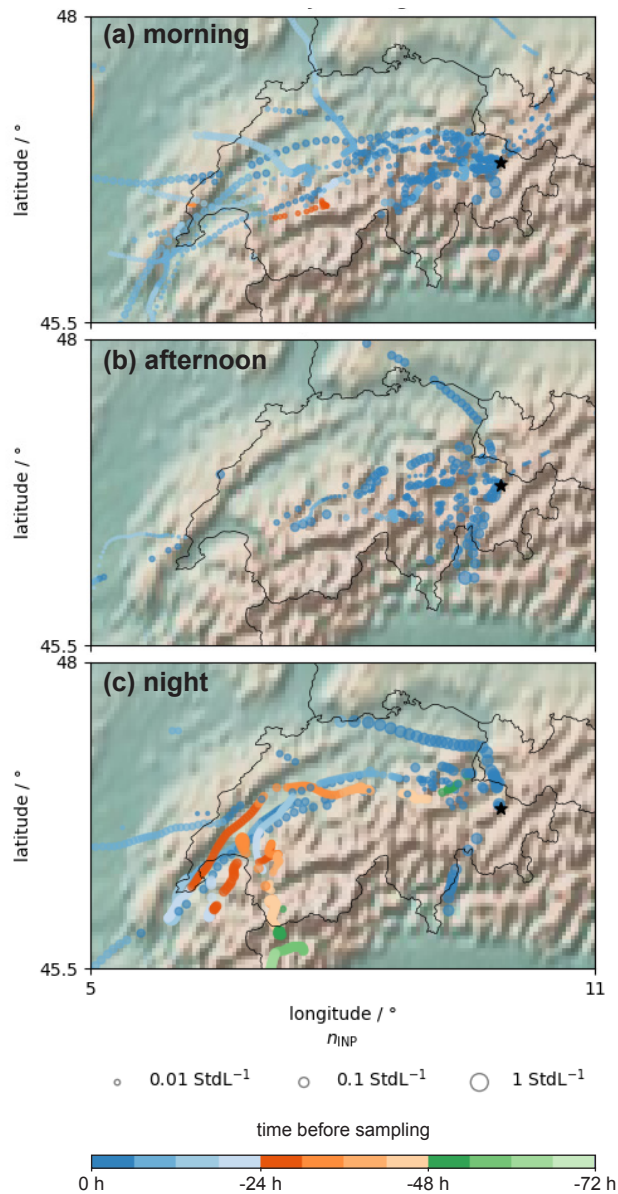 48
(a) morning
latitude / °
45.5
48
(b) afternoon
latitude / °
45.5
(c) night
latitude / °
45.5
5
11
longitude / °
nINP
0.01 StdL⁻¹
0.1 StdL⁻¹
1 StdL⁻¹
time before sampling
0 h
-24 h
-48 h
-72 h